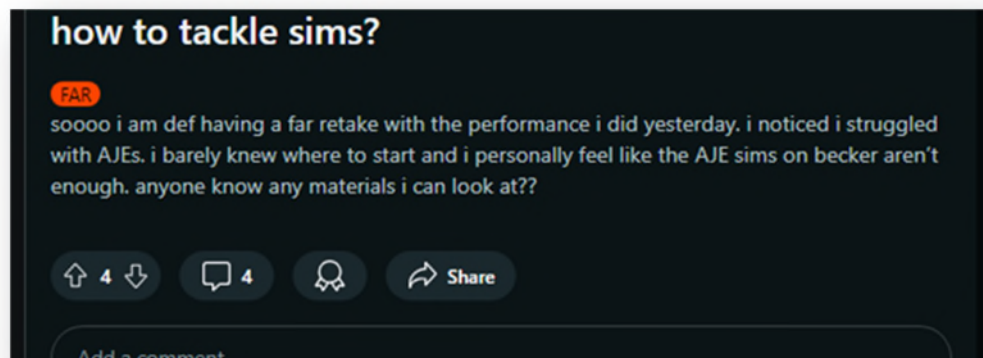 how to tackle sims?
FAR
soooo i am def having a far retake with the performance i did yesterday. i noticed i struggled
with AJEs. i barely knew where to start and i personally feel like the AJE sims on becker aren't
enough. anyone know any materials i can look at??
4 4 Share
Add a comment